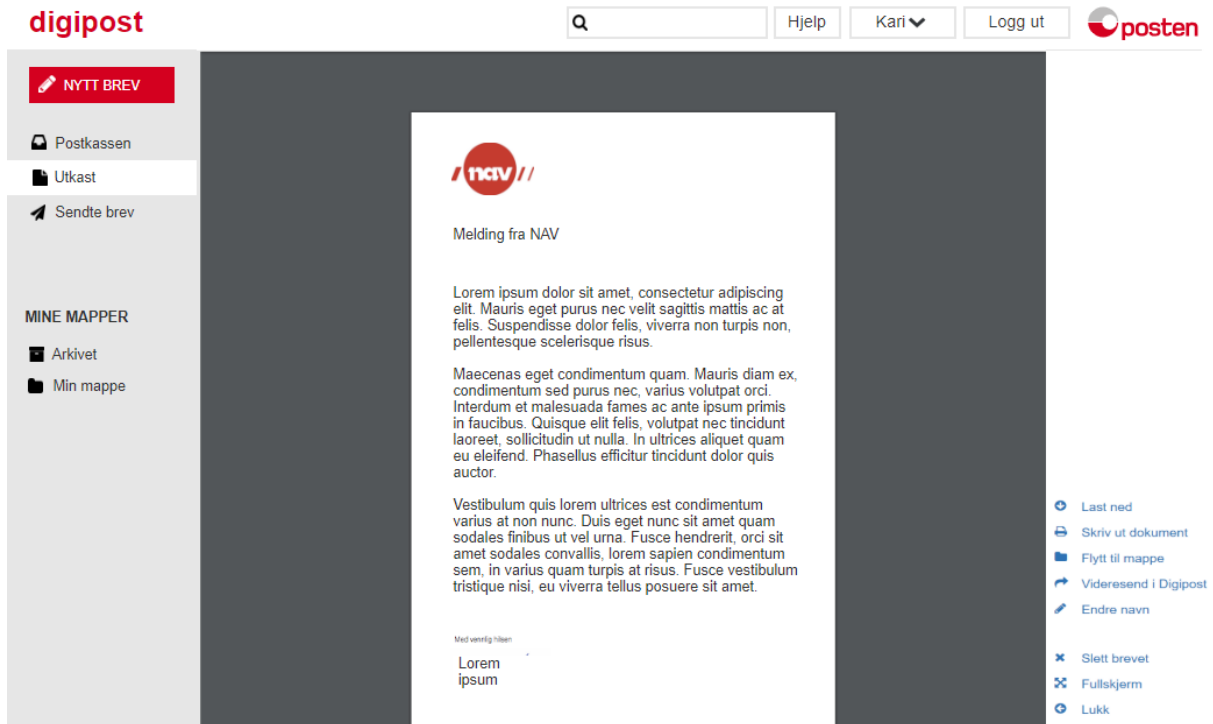 digipost
Hjelp
Kari
Logg ut
posten
NYTT BREV
Postkassen
Utkast
Sendte brev
MINE MAPPER
Arkivet
Min mappe
nav
Melding fra NAV
Lorem ipsum dolor sit amet, consectetur adipiscing
elit. Mauris eget purus nec velit sagittis mattis ac at
felis. Suspendisse dolor felis, viverra non turpis non,
pellentesque scelerisque risus.
Maecenas eget condimentum quam. Mauris diam ex,
condimentum sed purus nec, varius volutpat orci.
Interdum et malesuada fames ac ante ipsum primis
in faucibus. Quisque elit felis, volutpat nec tincidunt
laoreet, sollicitudin ut nulla. In ultrices aliquet quam
eu eleifend. Phasellus efficitur tincidunt dolor quis
auctor.
Vestibulum quis lorem ultrices est condimentum
varius at non nunc. Duis eget nunc sit amet quam
sodales finibus ut vel urna. Fusce hendrerit, orci sit
amet sodales convallis, lorem sapien condimentum
sem, in varius quam turpis at risus. Fusce vestibulum
tristique nisi, eu viverra tellus posuere sit amet.
Med vennlig hilsen
Lorem
ipsum
Last ned
Skriv ut dokument
Flytt til mappe
Videresend i Digipost
Endre navn
Slett brevet
Fullskjerm
Lukk